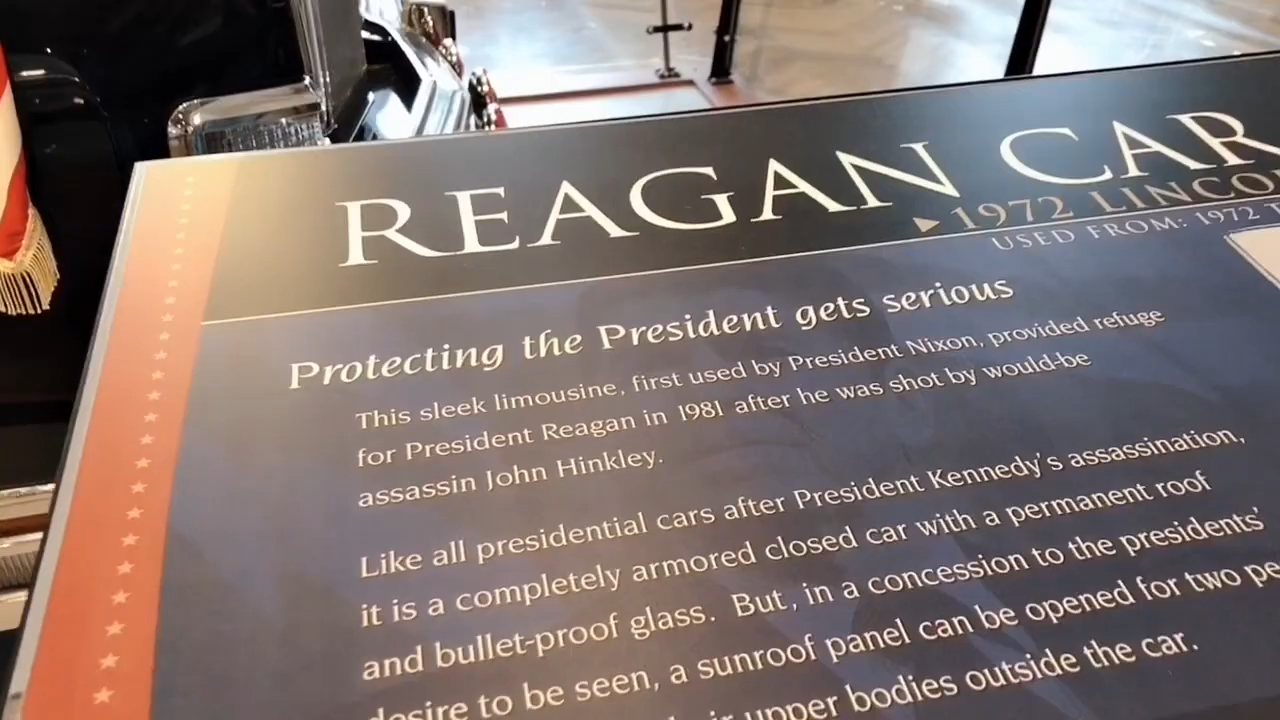 REAGAN CAR
1972
USED FROM: 1972
Protecting the President gets serious
This sleek limousine, first used by President Nixon, provided refuge
for President Reagan in 1981 after he was shot by would-be
assassin John Hinkley.
Like all presidential cars after President Kennedy's assassination,
it is a completely armored closed car with a permanent roof
and bullet-proof glass. But, in a concession to the presidents'
desire to be seen, a sunroof panel can be opened for two
upper bodies outside the car.